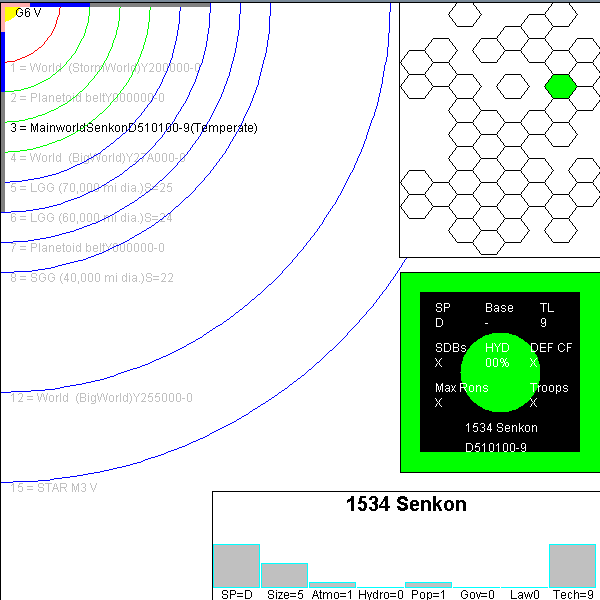 G6 V
1 = World (StormWorld)Y200000-0
2 = Planetoid beltY000000-0
3 = MainworldSenkonD510100-9(Temperate)
4 = World (BigWorld)Y27A000-0
5 = LGG (70,000 mi dia.)S=25
6 = LGG (60,000 mi dia.)S=24
7 = Planetoid beltY000000-0
8 = SGG (40,000 mi dia.)S=22
12 = World (BigWorld)Y255000-0
15 = STAR M3 V
SP Base TL
D - 9
SDBs HYD DEF CF
X 00% X
Max Rons Troops
X X
1534 Senkon
D510100-9
1534 Senkon
SP=D Size=5 Atmo=1 Hydro=0 Pop=1 Gov=0 Law0 Tech=9